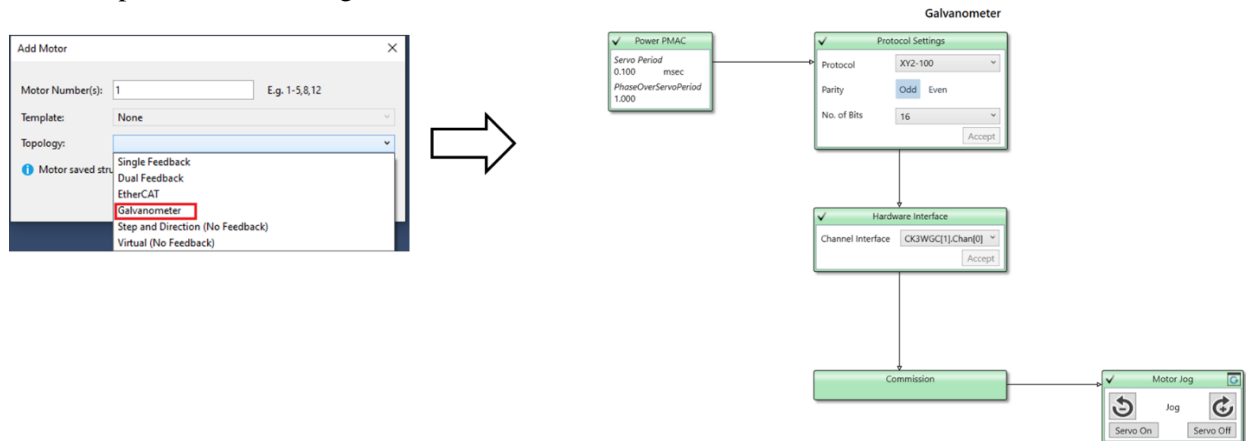 Add Motor
Motor Number(s): 1 E.g. 1-5,8,12
Template: None
Topology:
Motor saved stru
Single Feedback
Dual Feedback
EtherCAT
Galvanometer
Step and Direction (No Feedback)
Virtual (No Feedback)
Galvanometer
Power PMAC
Servo Period
0.100 msec
PhaseOverServoPeriod
1.000
Protocol Settings
Protocol XY2-100
Parity Odd Even
No. of Bits 16
Accept
Hardware Interface
Channel Interface CK3WGC[1].Chan[0]
Accept
Commission
Motor Jog
Jog
Servo On Servo Off